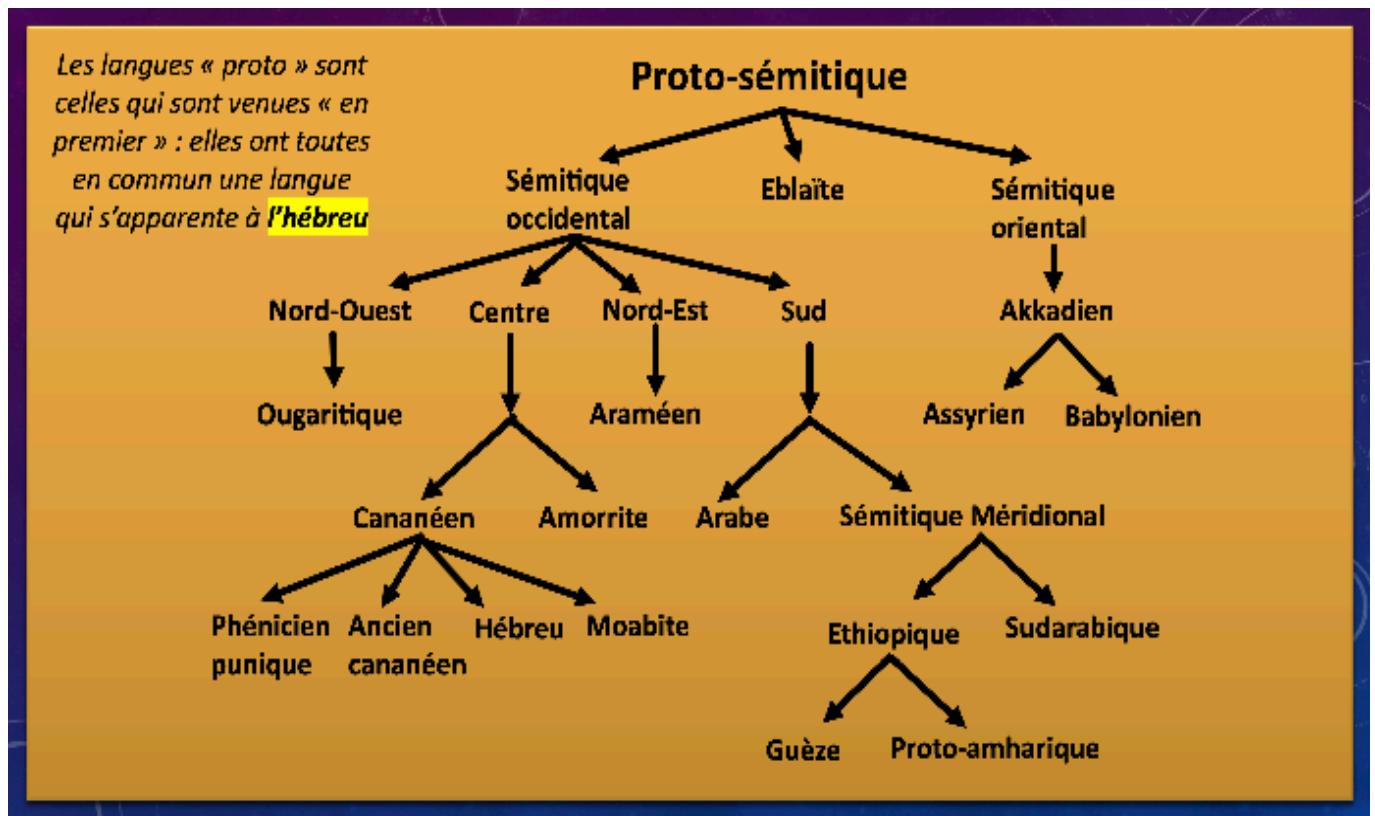 Les langues « proto » sont
celles qui sont venues « en
premier » : elles ont toutes
en commun une langue
qui s’apparente à l’hébreu
Proto-sémitique
Sémitique
occidental
Eblaïte
Sémitique
oriental
Nord-Ouest
Centre
Nord-Est
Sud
Akkadien
Ougaritique
Araméen
Assyrien
Babylonien
Cananéen
Amorrite
Arabe
Sémitique Méridional
Phénicien
punique
Ancien
cananéen
Hébreu
Moabite
Ethiopique
Sudarabique
Guèze
Proto-amharique